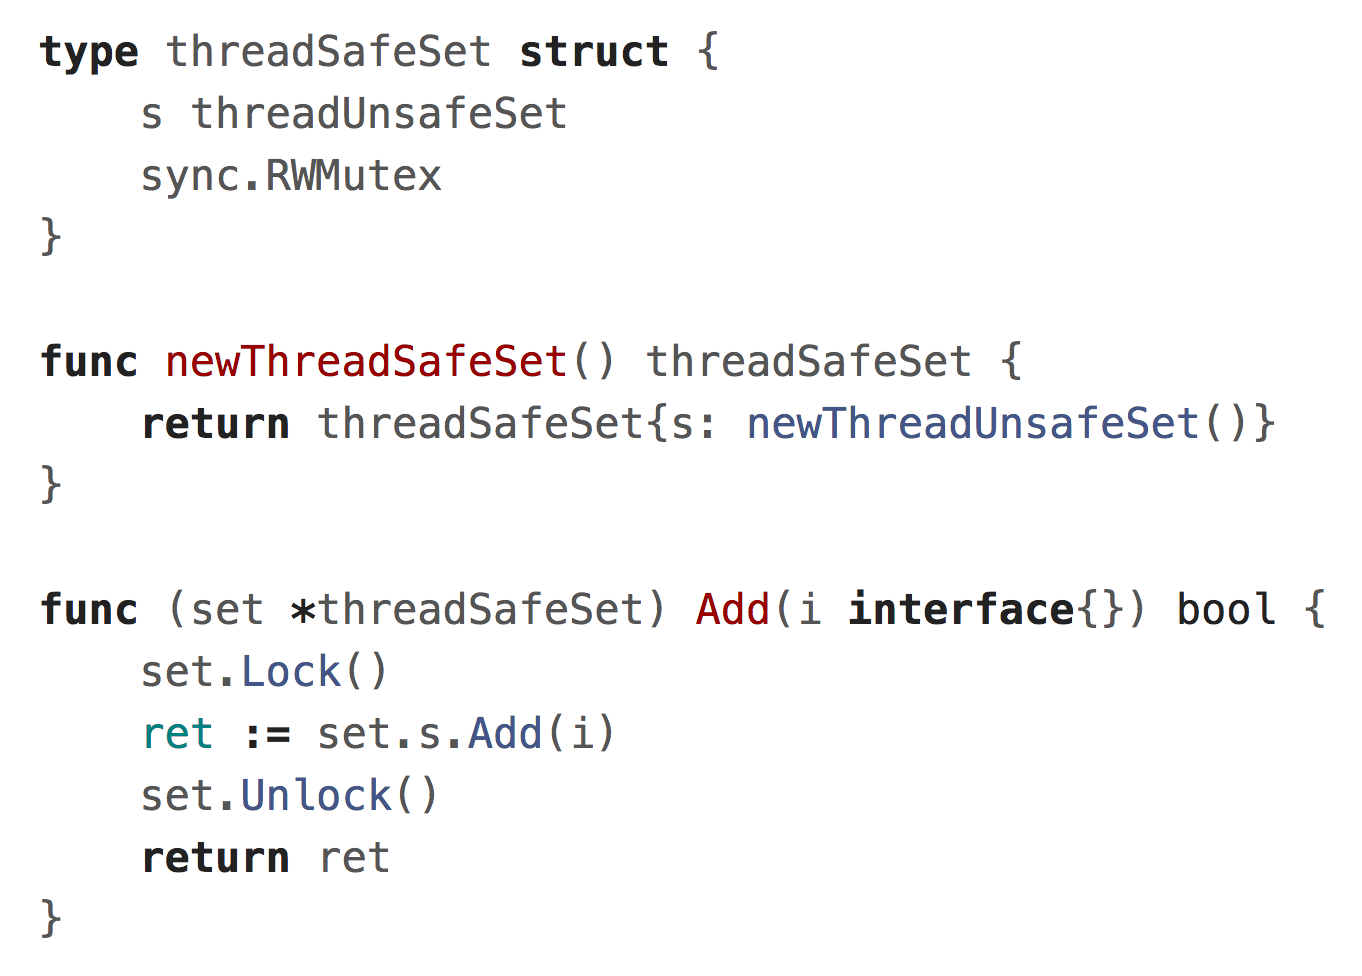 type threadSafeSet struct {
    s threadUnsafeSet
    sync.RWMutex
}

func newThreadSafeSet() threadSafeSet {
    return threadSafeSet{s: newThreadUnsafeSet()}
}

func (set *threadSafeSet) Add(i interface{}) bool {
    set.Lock()
    ret := set.s.Add(i)
    set.Unlock()
    return ret
}